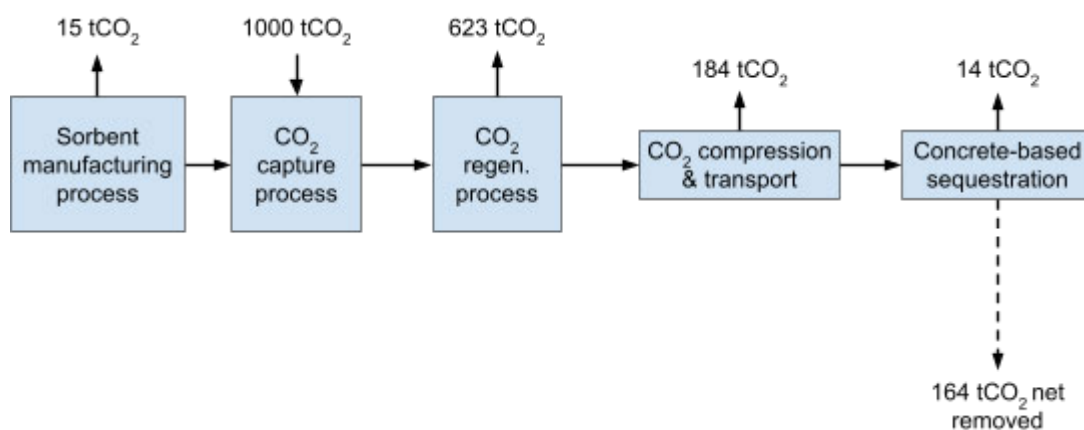 15 tCO₂
1000 tCO₂
623 tCO₂
184 tCO₂
14 tCO₂
Sorbent
manufacturing
process
CO₂
capture
process
CO₂
regen.
process
CO₂ compression
& transport
Concrete-based
sequestration
164 tCO₂ net
removed